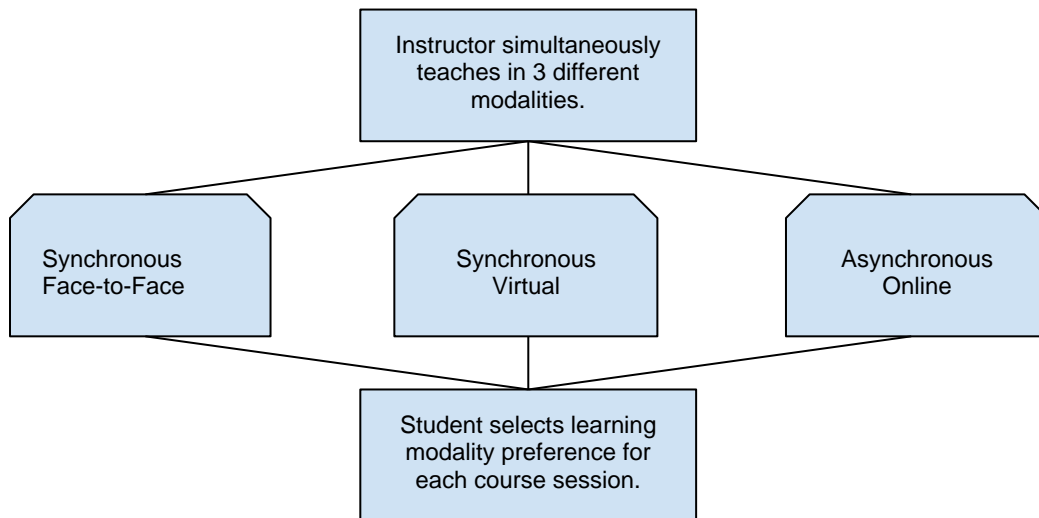 Instructor simultaneously
teaches in 3 different
modalities.
Synchronous
Face-to-Face
Synchronous
Virtual
Asynchronous
Online
Student selects learning
modality preference for
each course session.